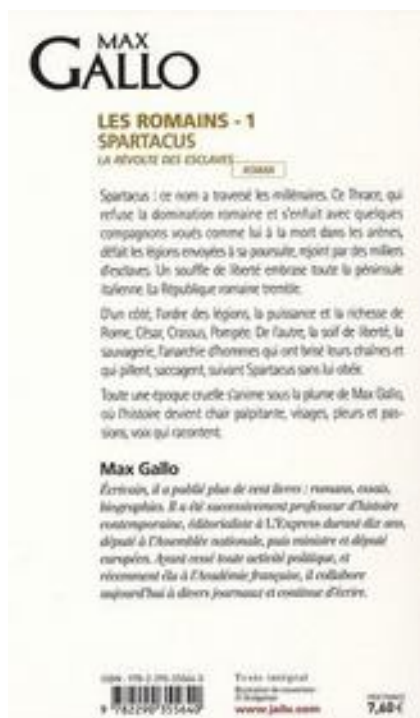 MAX
GALLO
LES ROMAINS - 1
SPARTACUS
LA RÉVOLTE DES ESCLAVES
ROMAN
Spartacus : ce nom a traversé les millénaires. Ce Thrace, qui
refuse la domination romaine et s'enfuit avec quelques
compagnons voués comme lui à la mort dans les arènes,
défait les légions envoyées à sa poursuite, rejoint par des milliers
d'esclaves. Un souffle de liberté embrase toute la péninsule
italienne. La République romaine tremble.
D'un côté, l'ordre des légions, la puissance et la richesse de
Rome, César, Crassus, Pompée. De l'autre, la soif de liberté, la
sauvagerie, l'anarchie d'hommes qui ont brisé leurs chaînes et
qui pillent, saccagent, suivant Spartacus sans lui obéir.
Toute une époque cruelle s'anime sous la plume de Max Gallo,
où l'histoire devient chair palpitante, visages, pleurs et pas-
sions, voix qui racontent.
Max Gallo
Écrivain, il a publié plus de cent livres : romans, essais,
biographies. Il a été successivement professeur d'histoire
contemporaine, éditorialiste à L'Express durant dix ans,
député à l'Assemblée nationale, puis ministre et député
européen. Ayant cessé toute activité politique, et
récemment élu à l'Académie française, il collabore
aujourd'hui à divers journaux et continue d'écrire.
ISBN : 978-2-290-35564-0
Texte intégral
www.jailu.com
7,60 €
9 782290 355640